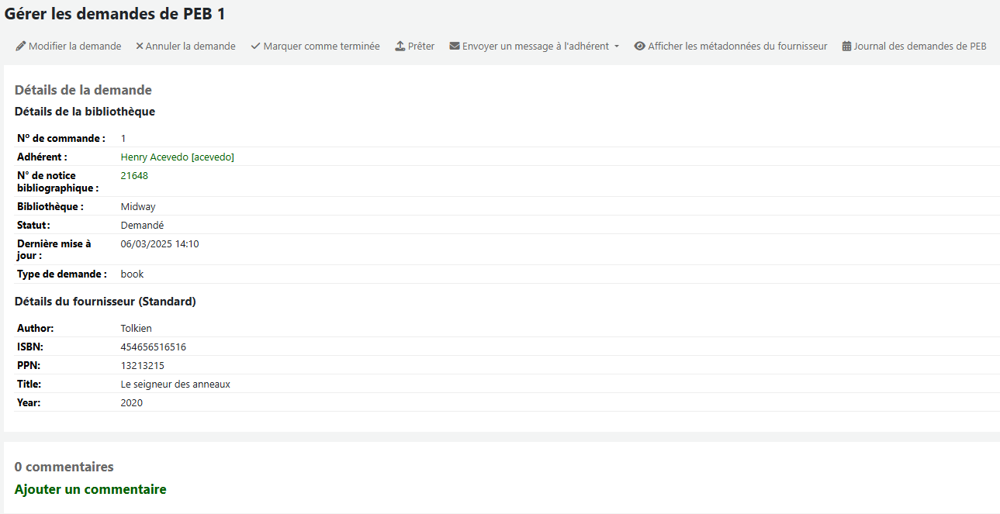 Gérer les demandes de PEB 1
Modifier la demande Annuler la demande Marquer comme terminée Prêter Envoyer un message à l'adhérent Afficher les métadonnées du fournisseur Journal des demandes de PEB
Détails de la demande
Détails de la bibliothèque
Nº de commande : 1
Adhérent : Henry Acevedo [acevedo]
N° de notice bibliographique : 21648
Bibliothèque : Midway
Statut : Demandé
Dernière mise à jour : 06/03/2025 14:10
Type de demande : book
Détails du fournisseur (Standard)
Author: Tolkien
ISBN: 454656516516
PPN: 13213215
Title: Le seigneur des anneaux
Year: 2020
0 commentaires
Ajouter un commentaire